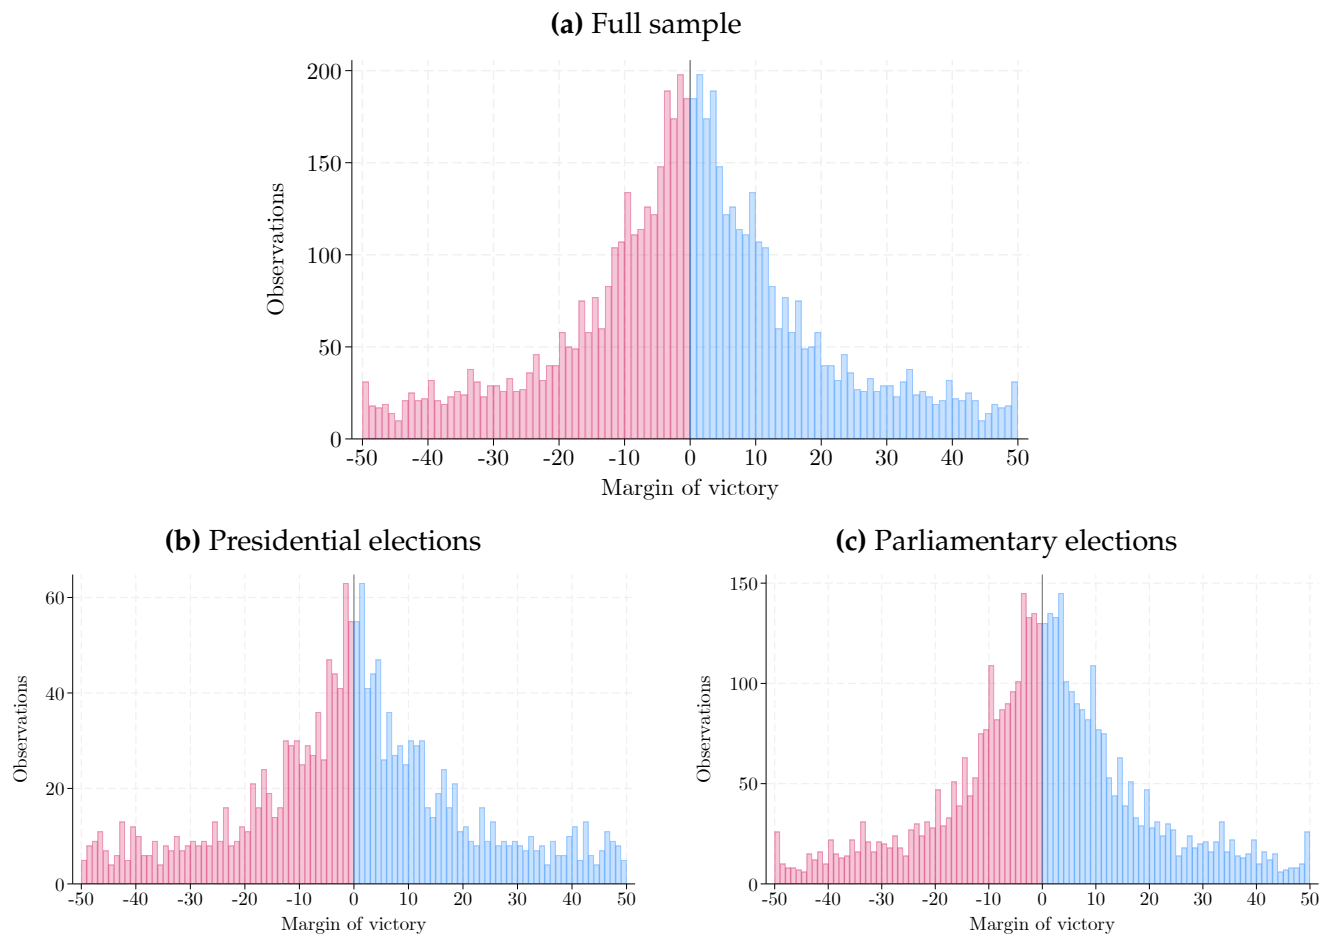 (a) Full sample
200
150
100
50
0
Observations
-50 -40 -30 -20 -10 0 10 20 30 40 50
Margin of victory
(b) Presidential elections
60
40
20
0
Observations
-50 -40 -30 -20 -10 0 10 20 30 40 50
Margin of victory
(c) Parliamentary elections
150
100
50
0
Observations
-50 -40 -30 -20 -10 0 10 20 30 40 50
Margin of victory